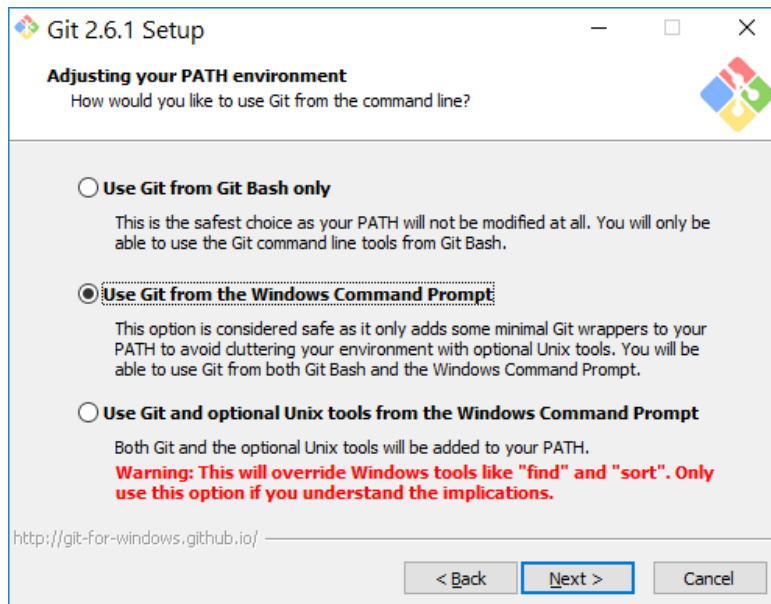 Git 2.6.1 Setup
Adjusting your PATH environment
How would you like to use Git from the command line?
Use Git from Git Bash only
This is the safest choice as your PATH will not be modified at all. You will only be
able to use the Git command line tools from Git Bash.
Use Git from the Windows Command Prompt
This option is considered safe as it only adds some minimal Git wrappers to your
PATH to avoid cluttering your environment with optional Unix tools. You will be
able to use Git from both Git Bash and the Windows Command Prompt.
Use Git and optional Unix tools from the Windows Command Prompt
Both Git and the optional Unix tools will be added to your PATH.
Warning: This will override Windows tools like "find" and "sort". Only
use this option if you understand the implications.
http://git-for-windows.github.io/
< Back Next > Cancel